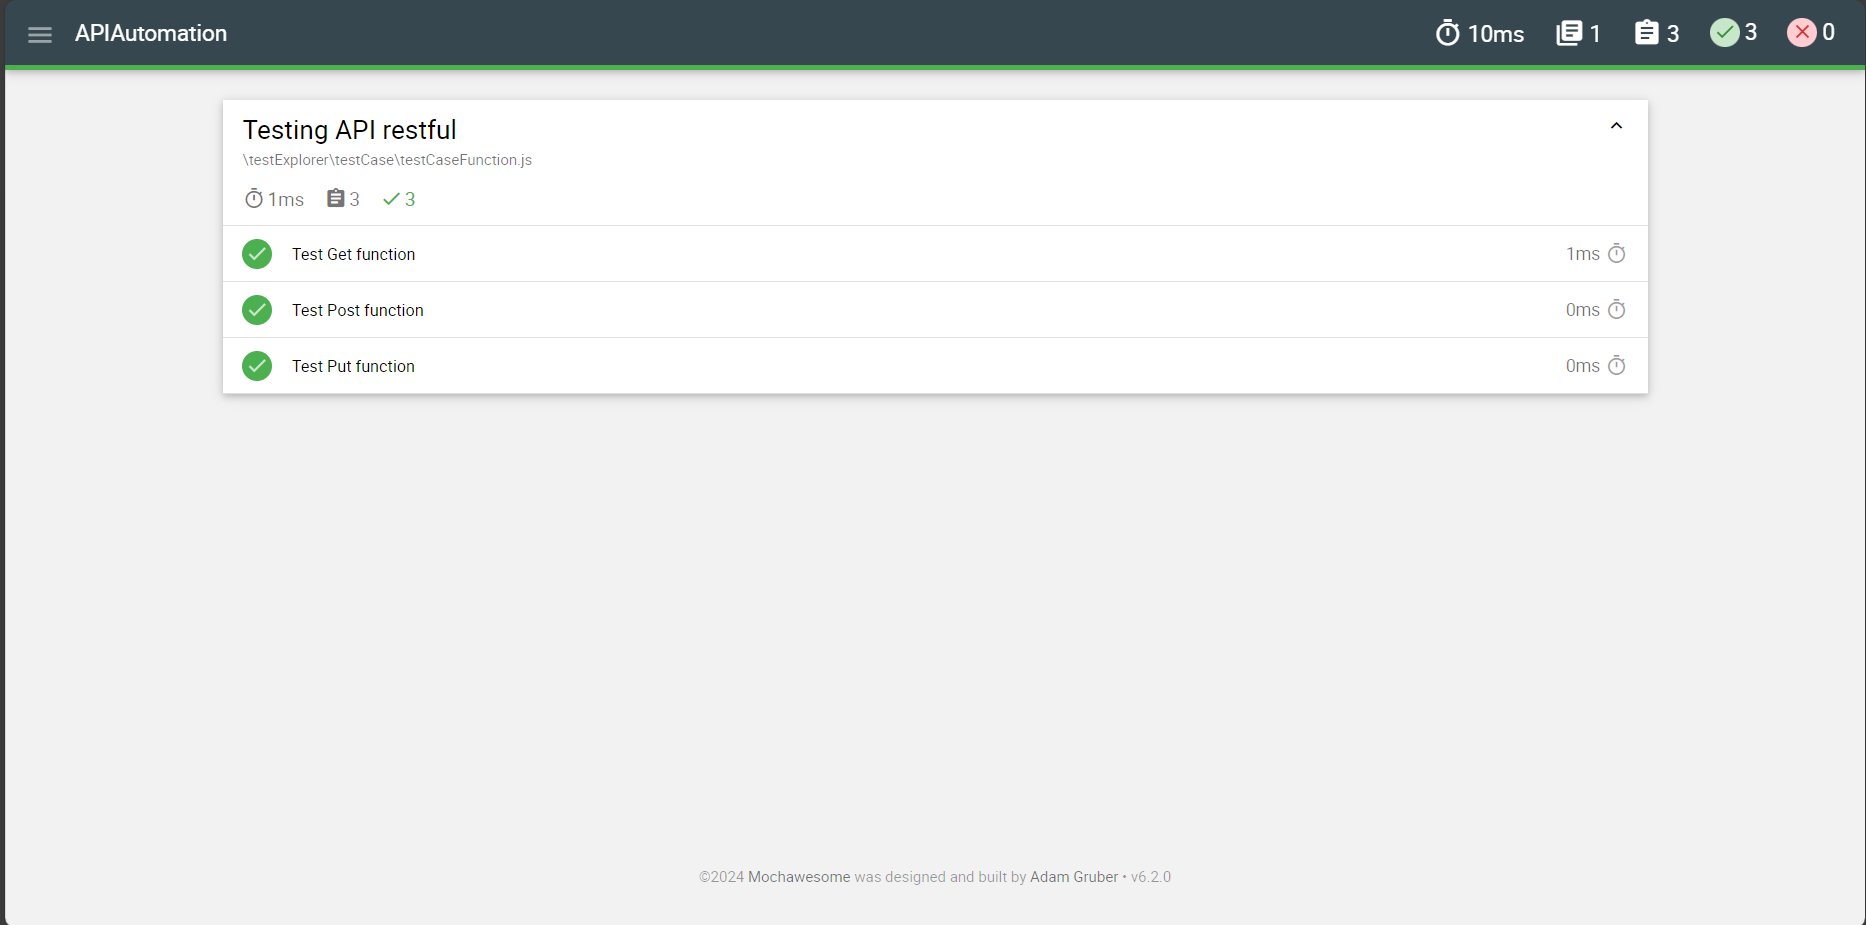 APIAutomation 10ms 1 3 3 0
Testing API restful
\testExplorer\testCase\testCaseFunction.js
1ms 3 3
Test Get function 1ms
Test Post function 0ms
Test Put function 0ms
©2024 Mochawesome was designed and built by Adam Gruber • v6.2.0